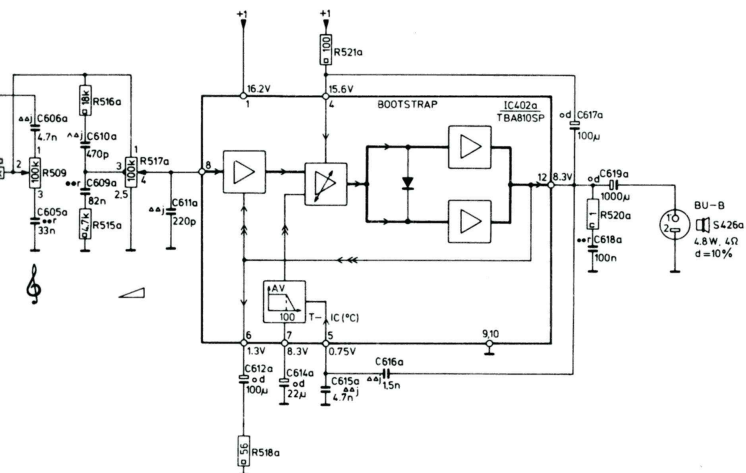 +1
+1
100
R521a
16.2V
15.6V
1
4
BOOTSTRAP
IC402a
TBA810SP
18k
R516a
C606a
4.7n
C610a
470p
1
100k
R509
2
3
1
100k
R517a
3
4
2,5
8
C609a
82n
C605a
33n
4.7k
R515a
C611a
220p
12
8.3V
C617a
100µ
C619a
1000µ
1
R520a
C618a
100n
BU-B
1
2
S426a
4.8W, 4Ω
d=10%
AV
100
T- IC (°C)
6
7
5
9,10
1.3V
8.3V
0.75V
C612a
100µ
C614a
22µ
C615a
4.7n
C616a
1.5n
56
R518a